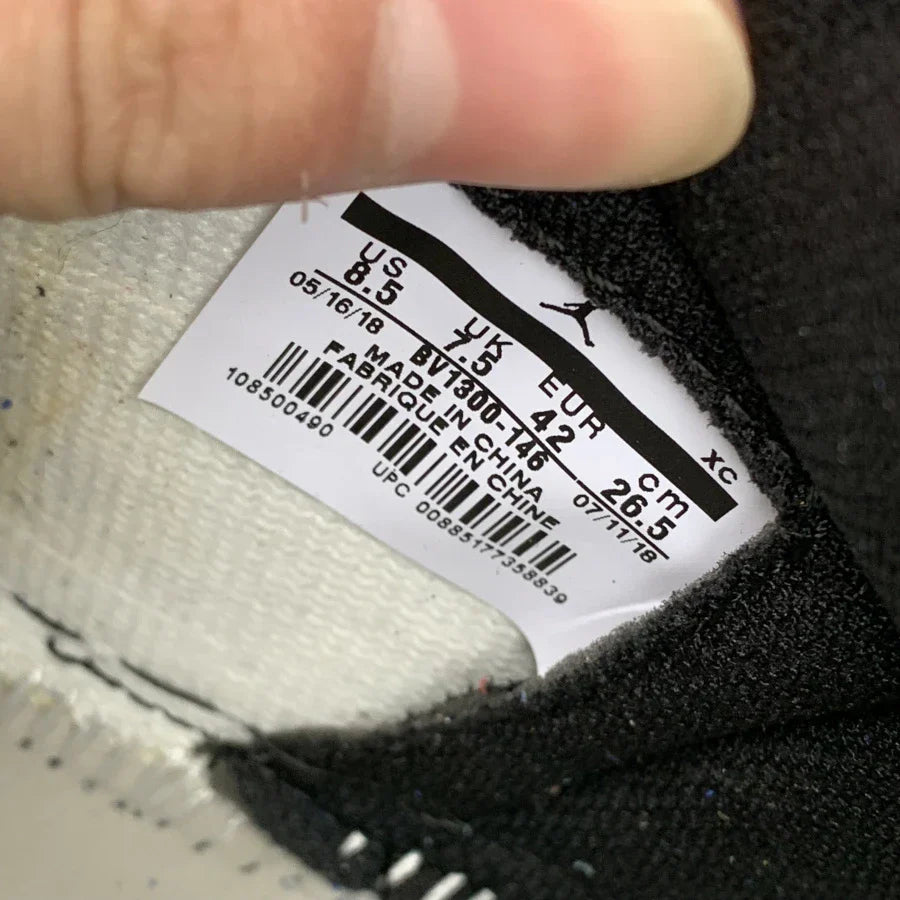 XC
US UK EUR cm
8.5 7.5 42 26.5
05/16/18 BV1300-146 07/11/18
MADE IN CHINA
FABRIQUE EN CHINE
108500490 UPC 00885177358839